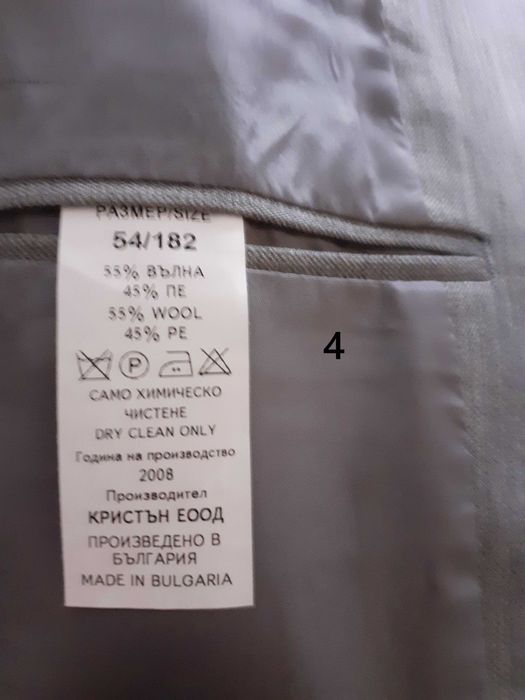 РАЗМЕР/SIZE
54/182
55% ВЪЛНА
45% ПЕ
55% WOOL
45% PE
P
САМО ХИМИЧЕСКО
ЧИСТЕНЕ
DRY CLEAN ONLY
Година на производство
2008
Производител
КРИСТЪН ЕООД
ПРОИЗВЕДЕНО В
БЪЛГАРИЯ
MADE IN BULGARIA
4